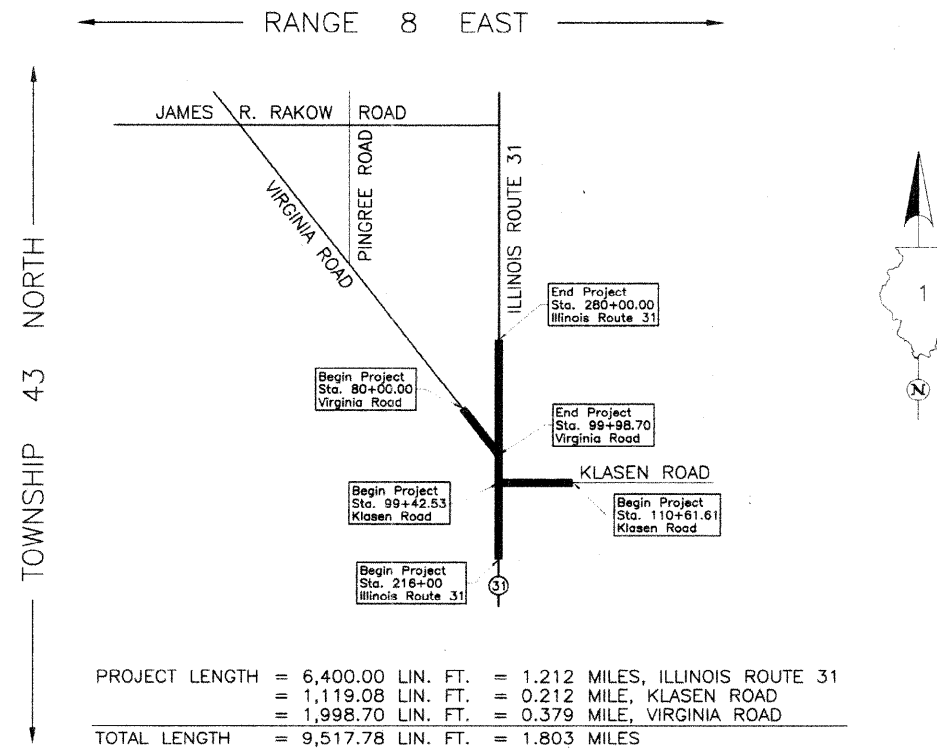 RANGE 8 EAST
TOWNSHIP 43 NORTH
JAMES R. RAKOW ROAD
PINGREE ROAD
VIRGINIA ROAD
ILLINOIS ROUTE 31
1
N
End Project
Sta. 280+00.00
Illinois Route 31
Begin Project
Sta. 80+00.00
Virginia Road
End Project
Sta. 99+98.70
Virginia Road
KLASEN ROAD
Begin Project
Sta. 99+42.53
Klasen Road
Begin Project
Sta. 110+61.61
Klasen Road
Begin Project
Sta. 216+00
Illinois Route 31
31
PROJECT LENGTH = 6,400.00 LIN. FT. = 1.212 MILES, ILLINOIS ROUTE 31
= 1,119.08 LIN. FT. = 0.212 MILE, KLASEN ROAD
= 1,998.70 LIN. FT. = 0.379 MILE, VIRGINIA ROAD
TOTAL LENGTH = 9,517.78 LIN. FT. = 1.803 MILES